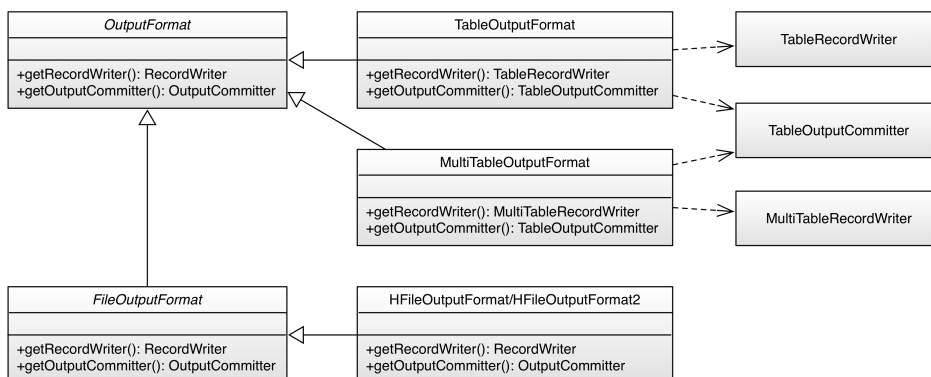 OutputFormat
+getRecordWriter(): RecordWriter
+getOutputCommitter(): OutputCommitter
TableOutputFormat
+getRecordWriter(): TableRecordWriter
+getOutputCommitter(): TableOutputCommitter
TableRecordWriter
TableOutputCommitter
MultiTableOutputFormat
+getRecordWriter(): MultiTableRecordWriter
+getOutputCommitter(): TableOutputCommitter
MultiTableRecordWriter
FileOutputFormat
+getRecordWriter(): RecordWriter
+getOutputCommitter(): OutputCommitter
HFileOutputFormat/HFileOutputFormat2
+getRecordWriter(): RecordWriter
+getOutputCommitter(): OutputCommitter